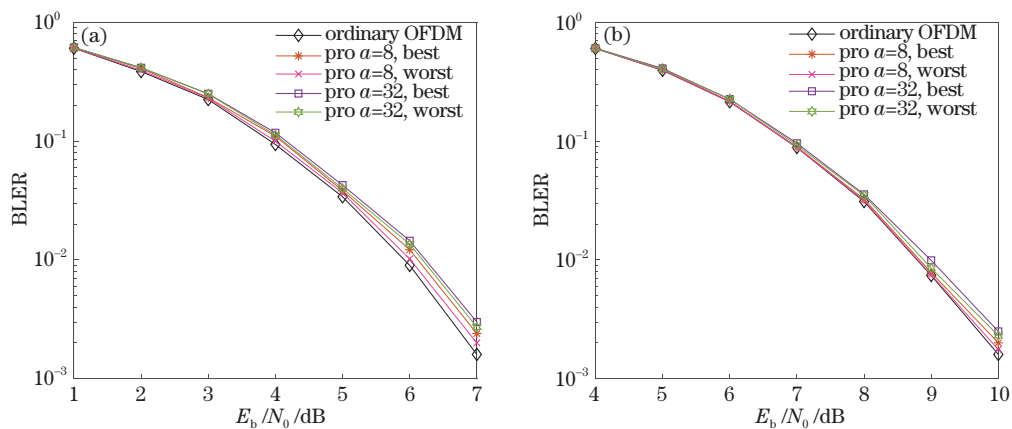 (a)
ordinary OFDM
pro a=8, best
pro a=8, worst
pro a=32, best
pro a=32, worst
10^0
10^-1
10^-2
10^-3
BLER
1 2 3 4 5 6 7
E_b/N_0/dB
(b)
ordinary OFDM
pro a=8, best
pro a=8, worst
pro a=32, best
pro a=32, worst
10^0
10^-1
10^-2
10^-3
BLER
4 5 6 7 8 9 10
E_b/N_0/dB